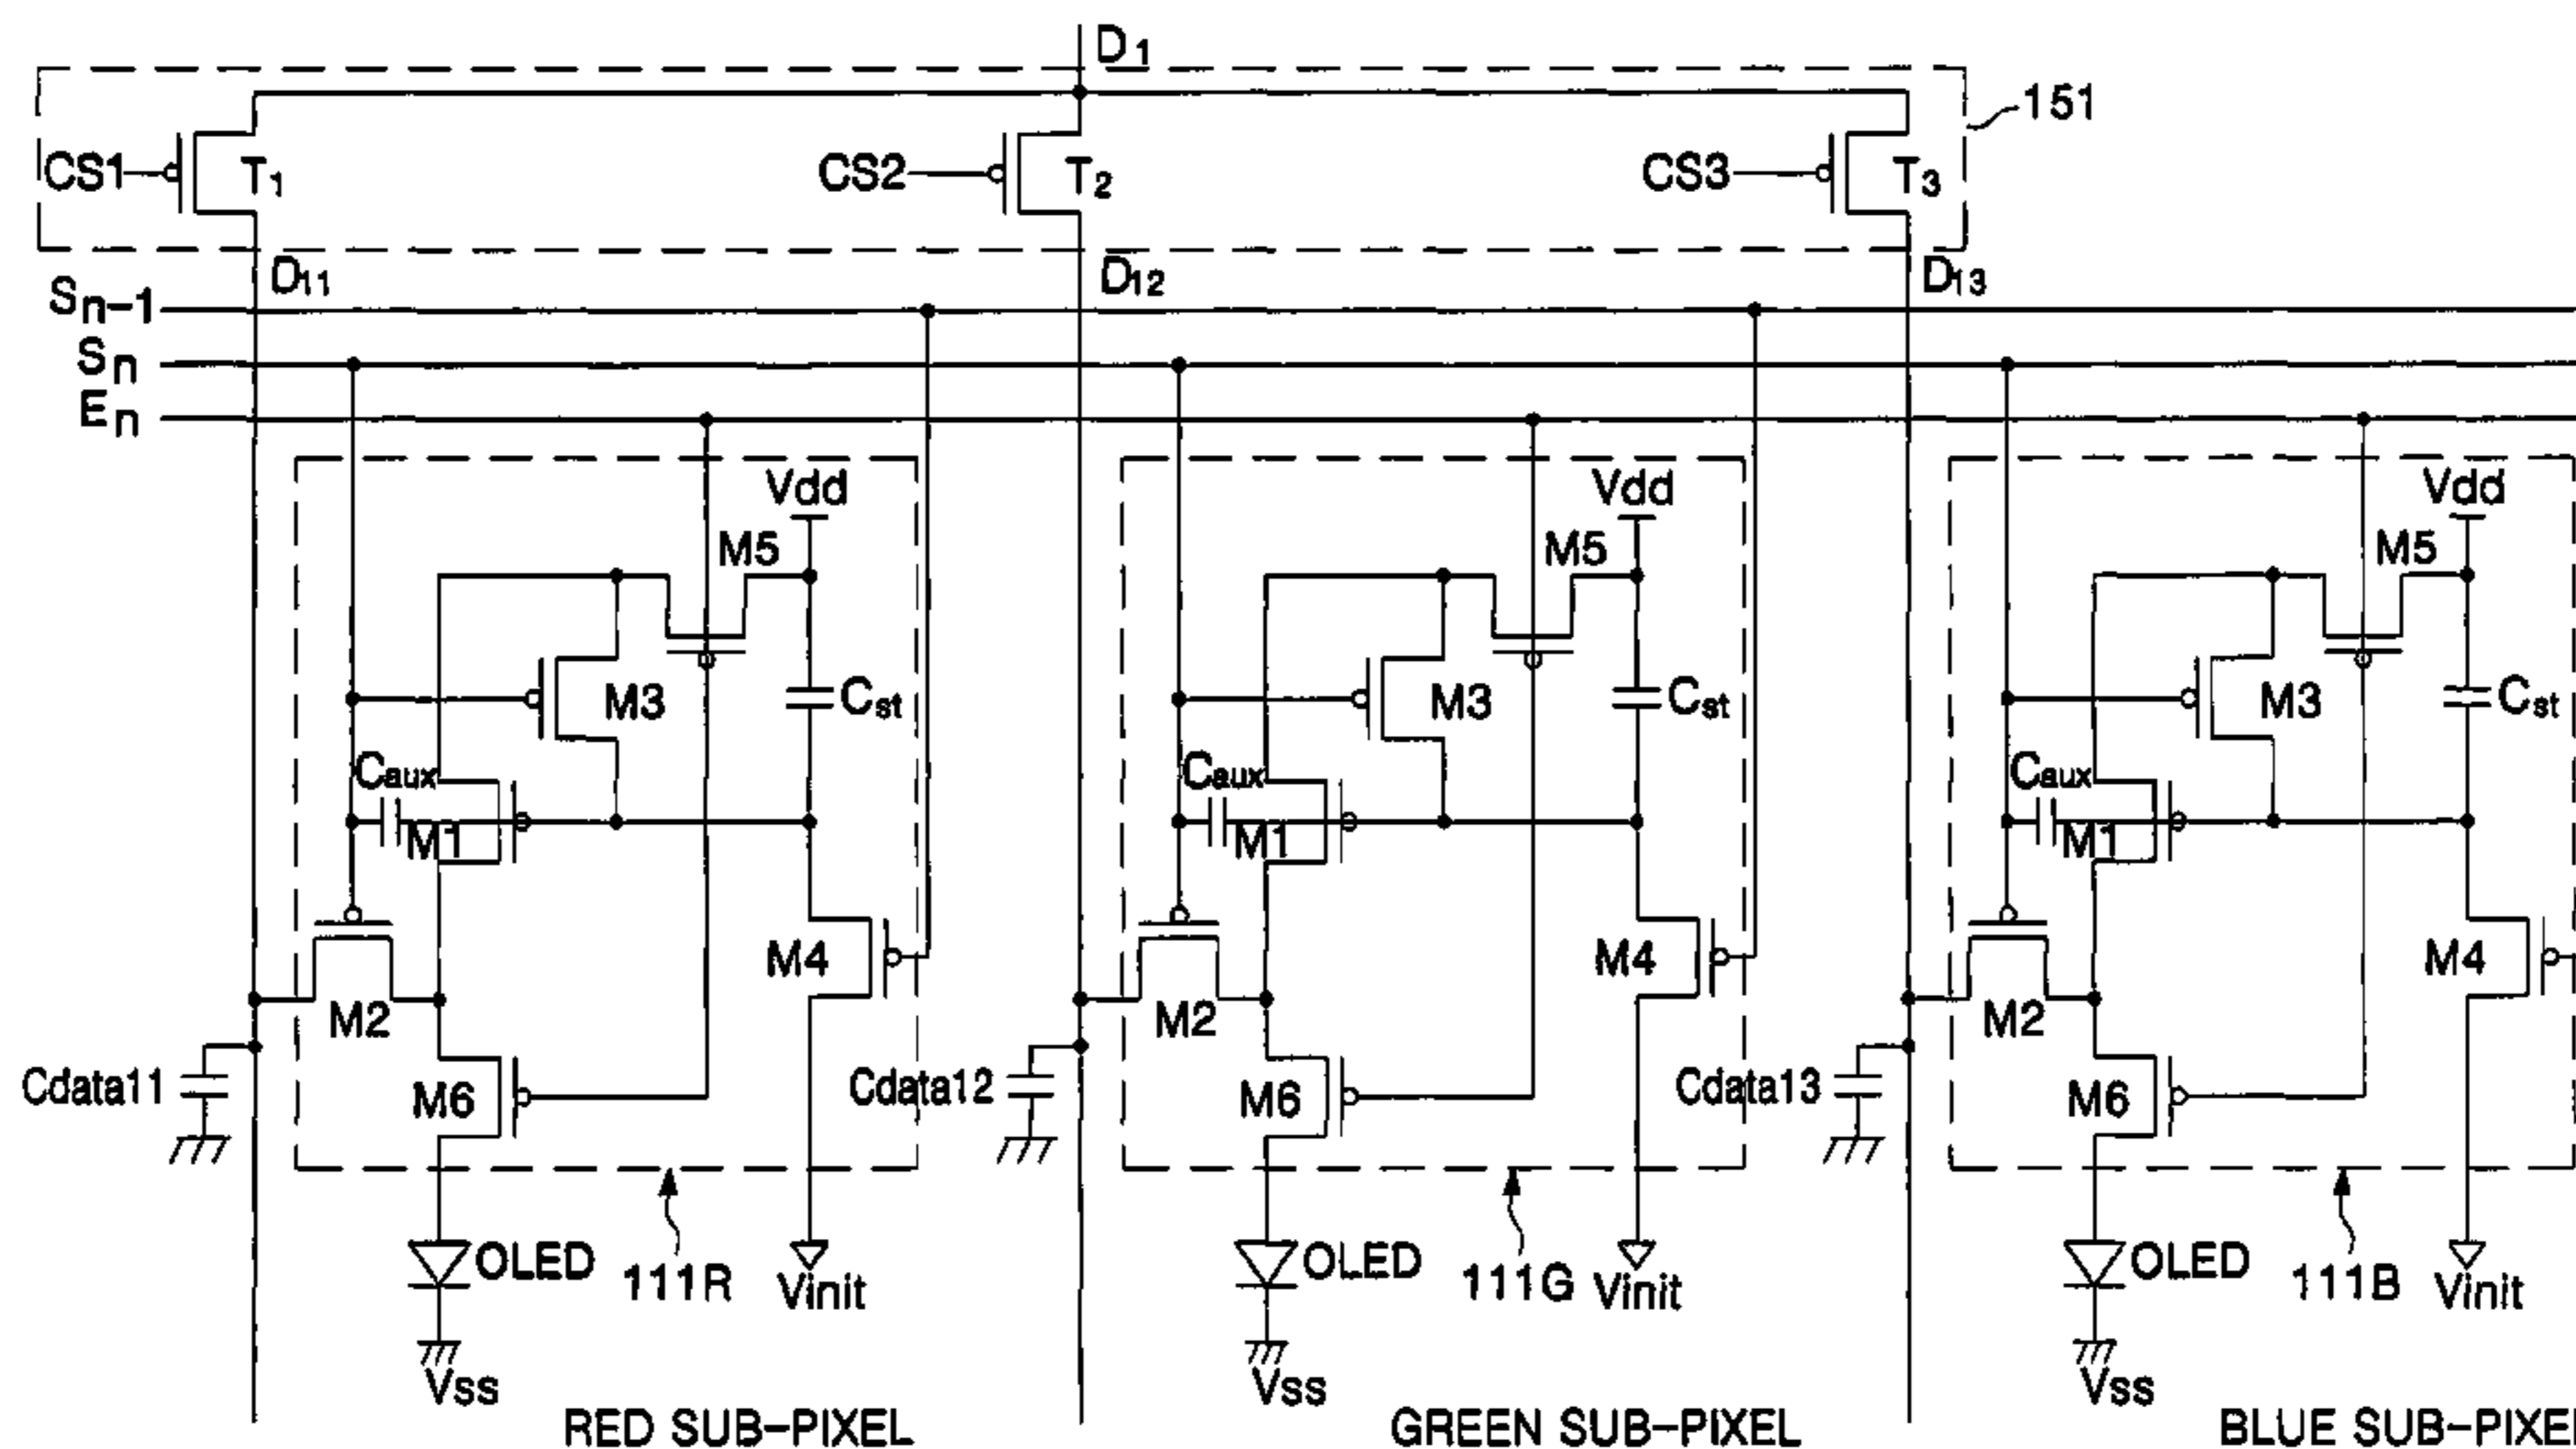 D1
151
CS1 T1 CS2 T2 CS3 T3
D11 D12 D13
Sn-1
Sn
En
Vdd Vdd Vdd
M5 M5 M5
M3 Cst M3 Cst M3 Cst
Caux Caux Caux
M1 M1 M1
M4 M4 M4
M2 M2 M2
Cdata11 M6 Cdata12 M6 Cdata13 M6
OLED 111R Vinit OLED 111G Vinit OLED 111B Vinit
Vss Vss Vss
RED SUB-PIXEL GREEN SUB-PIXEL BLUE SUB-PIXE